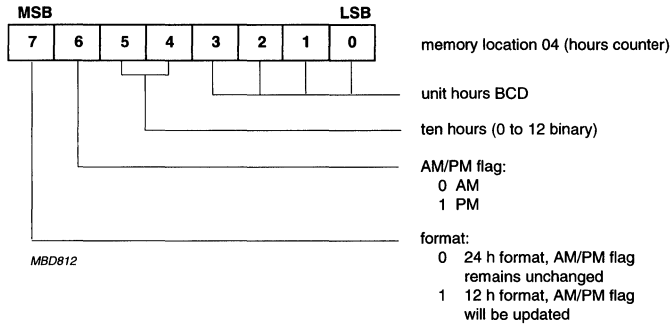 MSB LSB
7 6 5 4 3 2 1 0 memory location 04 (hours counter)
unit hours BCD
ten hours (0 to 12 binary)
AM/PM flag:
0 AM
1 PM
format:
0 24 h format, AM/PM flag
remains unchanged
1 12 h format, AM/PM flag
will be updated
MBD812